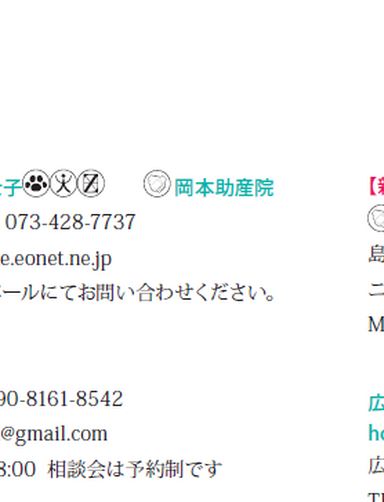 子 岡本助産院
073-428-7737
e.eonet.ne.jp
ールにてお問い合わせください。
90-8161-8542
@gmail.com
8:00 相談会は予約制です
【
島
ニ
M
広
ho
広